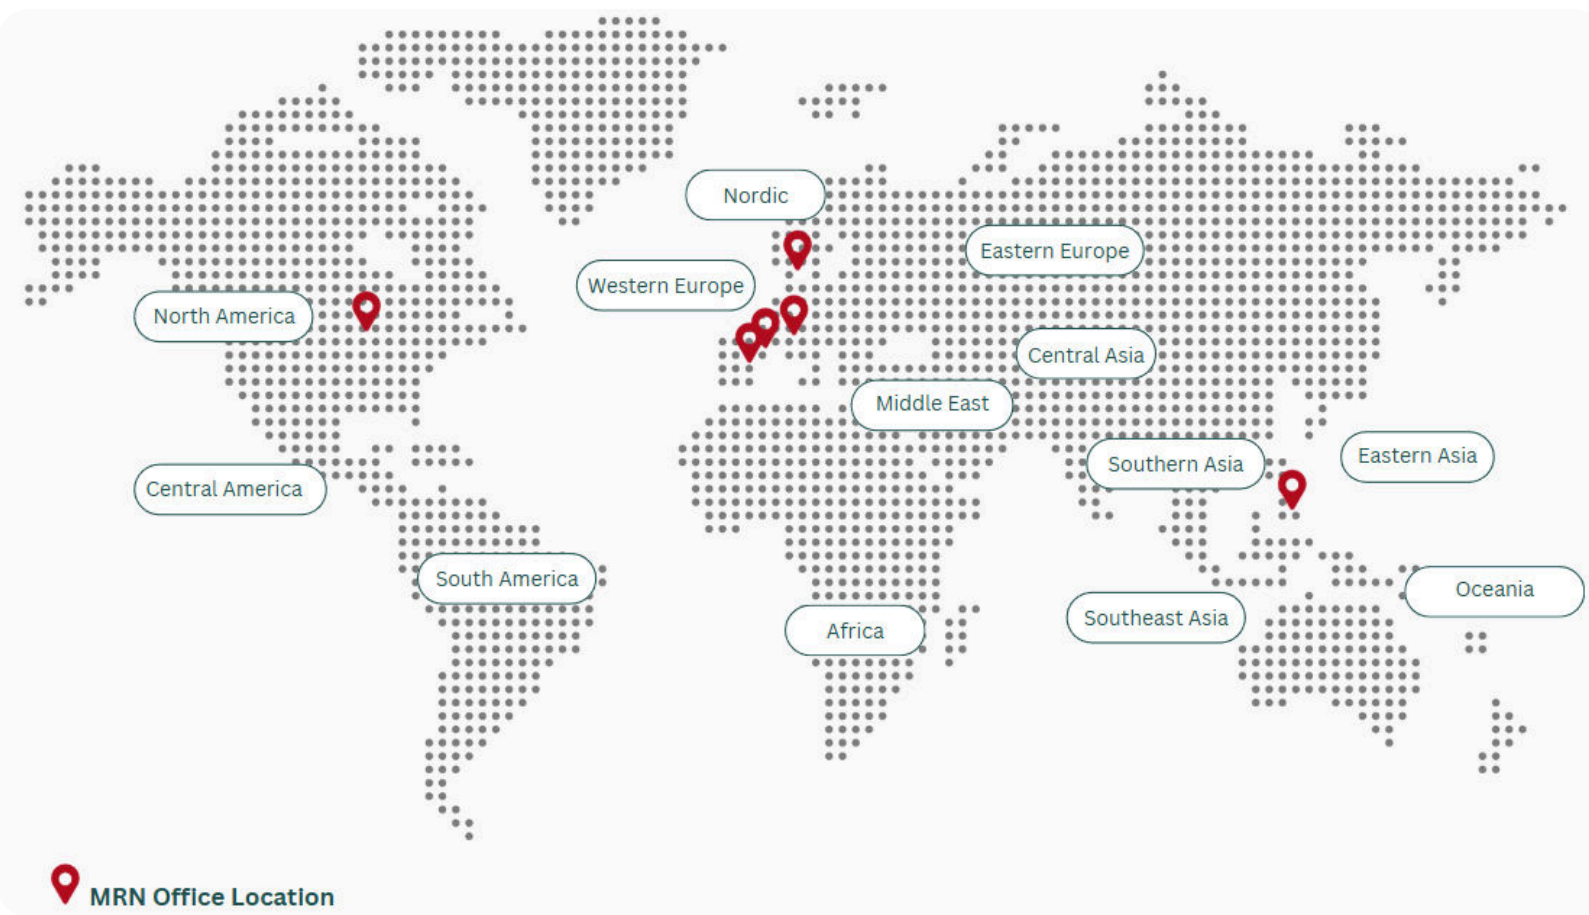 Nordic
Eastern Europe
Western Europe
North America
Central Asia
Middle East
Eastern Asia
Southern Asia
Central America
South America
Oceania
Southeast Asia
Africa
MRN Office Location